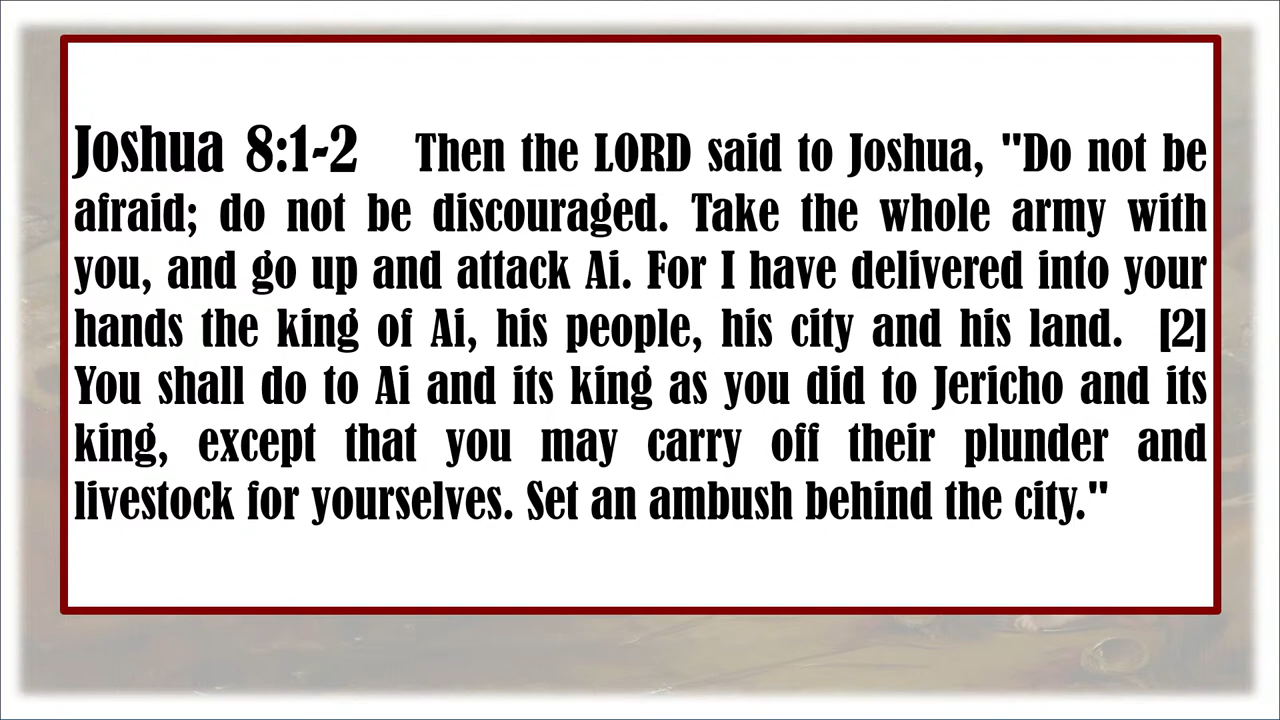 Joshua 8:1-2 Then the LORD said to Joshua, "Do not be
afraid; do not be discouraged. Take the whole army with
you, and go up and attack Ai. For I have delivered into your
hands the king of Ai, his people, his city and his land. [2]
You shall do to Ai and its king as you did to Jericho and its
king, except that you may carry off their plunder and
livestock for yourselves. Set an ambush behind the city."